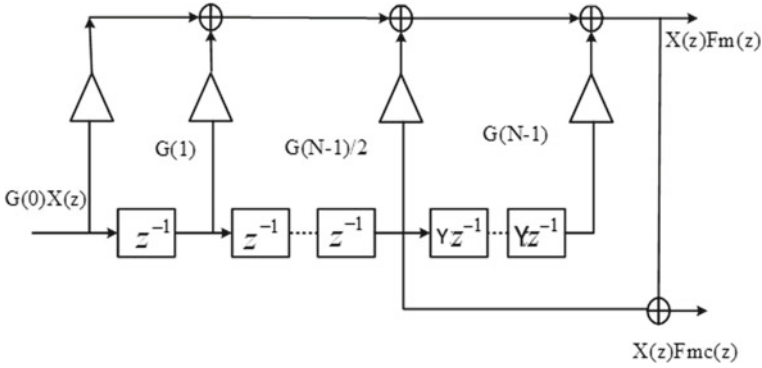 X(z)Fm(z)
G(1)
G(N-1)/2
G(N-1)
G(0)X(z)
z⁻¹
z⁻¹
z⁻¹
Yz⁻¹
Yz⁻¹
X(z)Fmc(z)